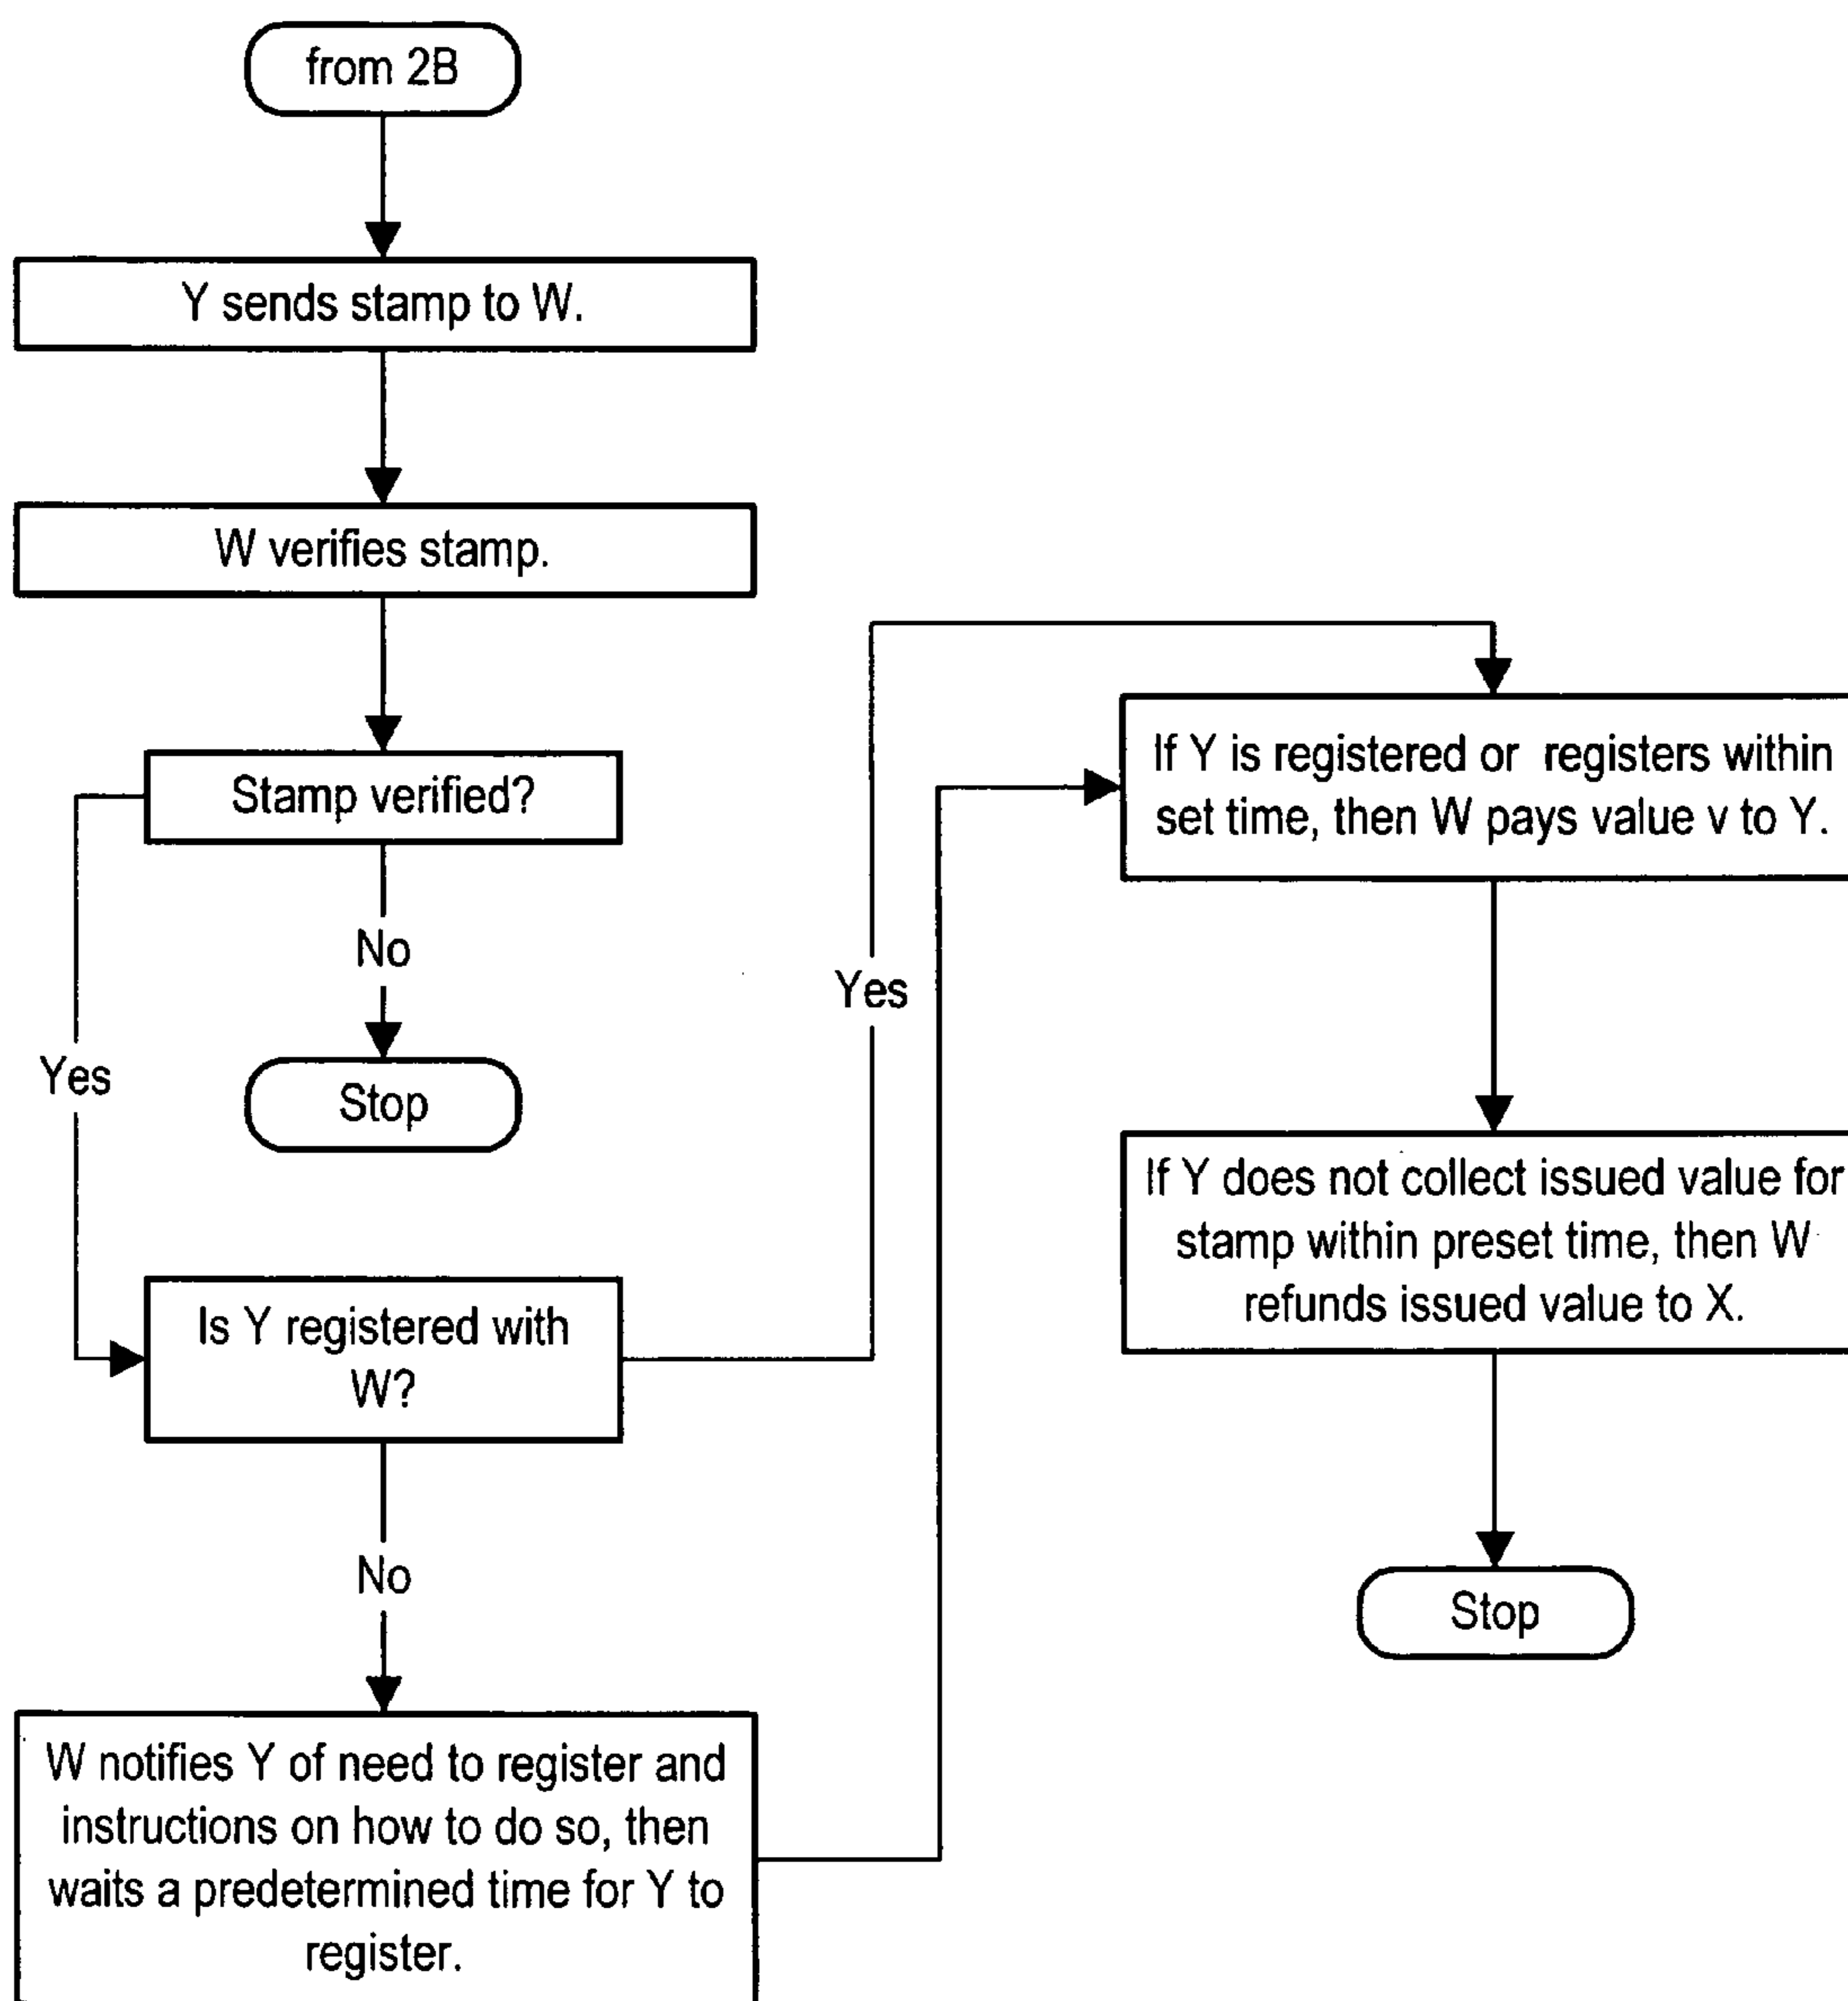 from 2B
Y sends stamp to W.
W verifies stamp.
Stamp verified?
No
Yes
Stop
Is Y registered with
W?
No
W notifies Y of need to register and
instructions on how to do so, then
waits a predetermined time for Y to
register.
Yes
If Y is registered or registers within
set time, then W pays value v to Y.
If Y does not collect issued value for
stamp within preset time, then W
refunds issued value to X.
Stop